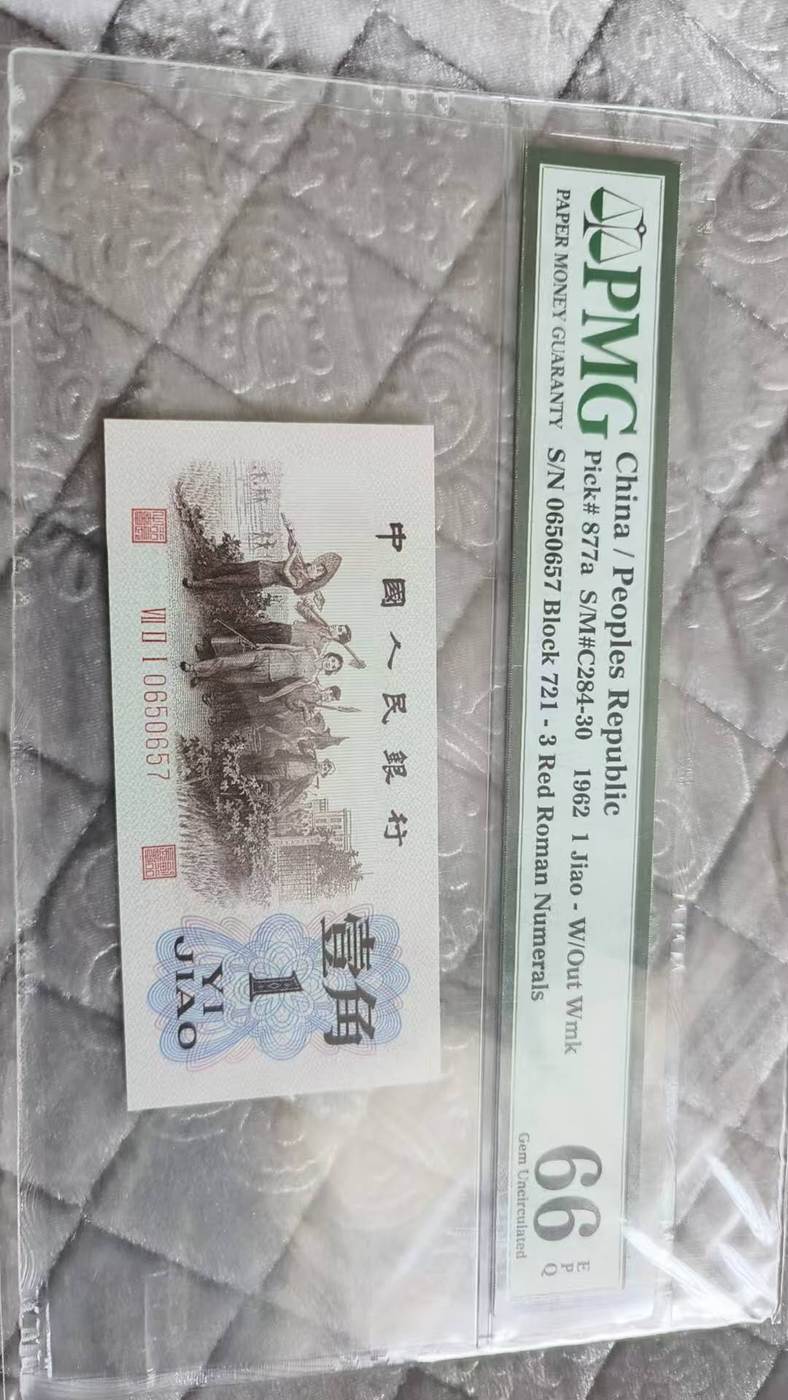 PMG
PAPER MONEY GUARANTY
China / Peoples Republic
Pick# 877a S/M#C284-30 1962 1 Jiao - W/Out Wmk
S/N 0650657 Block 721 - 3 Red Roman Numerals
66
EPQ
Gem Uncirculated
中國人民銀行
壹角
1
YI
JIAO
VII II I 0650657